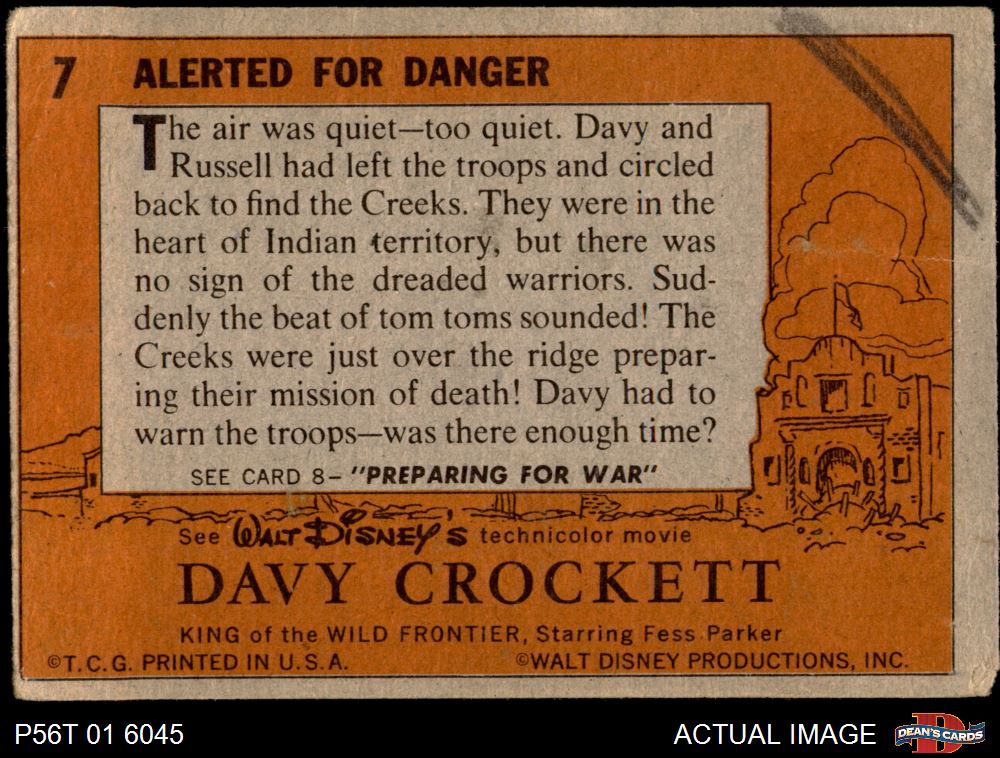 7 ALERTED FOR DANGER
The air was quiet—too quiet. Davy and
Russell had left the troops and circled
back to find the Creeks. They were in the
heart of Indian territory, but there was
no sign of the dreaded warriors. Sud-
denly the beat of tom toms sounded! The
Creeks were just over the ridge prepar-
ing their mission of death! Davy had to
warn the troops—was there enough time?
SEE CARD 8– "PREPARING FOR WAR"
See WALT DISNEY'S technicolor movie
DAVY CROCKETT
KING of the WILD FRONTIER, Starring Fess Parker
©T.C.G. PRINTED IN U.S.A. ©WALT DISNEY PRODUCTIONS, INC.
P56T 01 6045 ACTUAL IMAGE DEAN'S CARDS